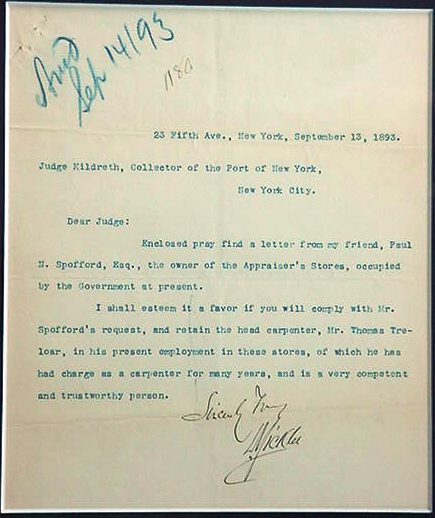 Sep 14/93
1180
23 Fifth Ave., New York, September 13, 1893.
Judge Kildreth, Collector of the Port of New York,
New York City.
Dear Judge:
Enclosed pray find a letter from my friend, Paul
N. Spofford, Esq., the owner of the Appraiser's Stores, occupied
by the Government at present.
I shall esteem it a favor if you will comply with Mr.
Spofford's request, and retain the head carpenter, Mr. Thomas Tre-
loar, in his present employment in these stores, of which he has
had charge as a carpenter for many years, and is a very competent
and trustworthy person.
Sincerely Yours
DSickles